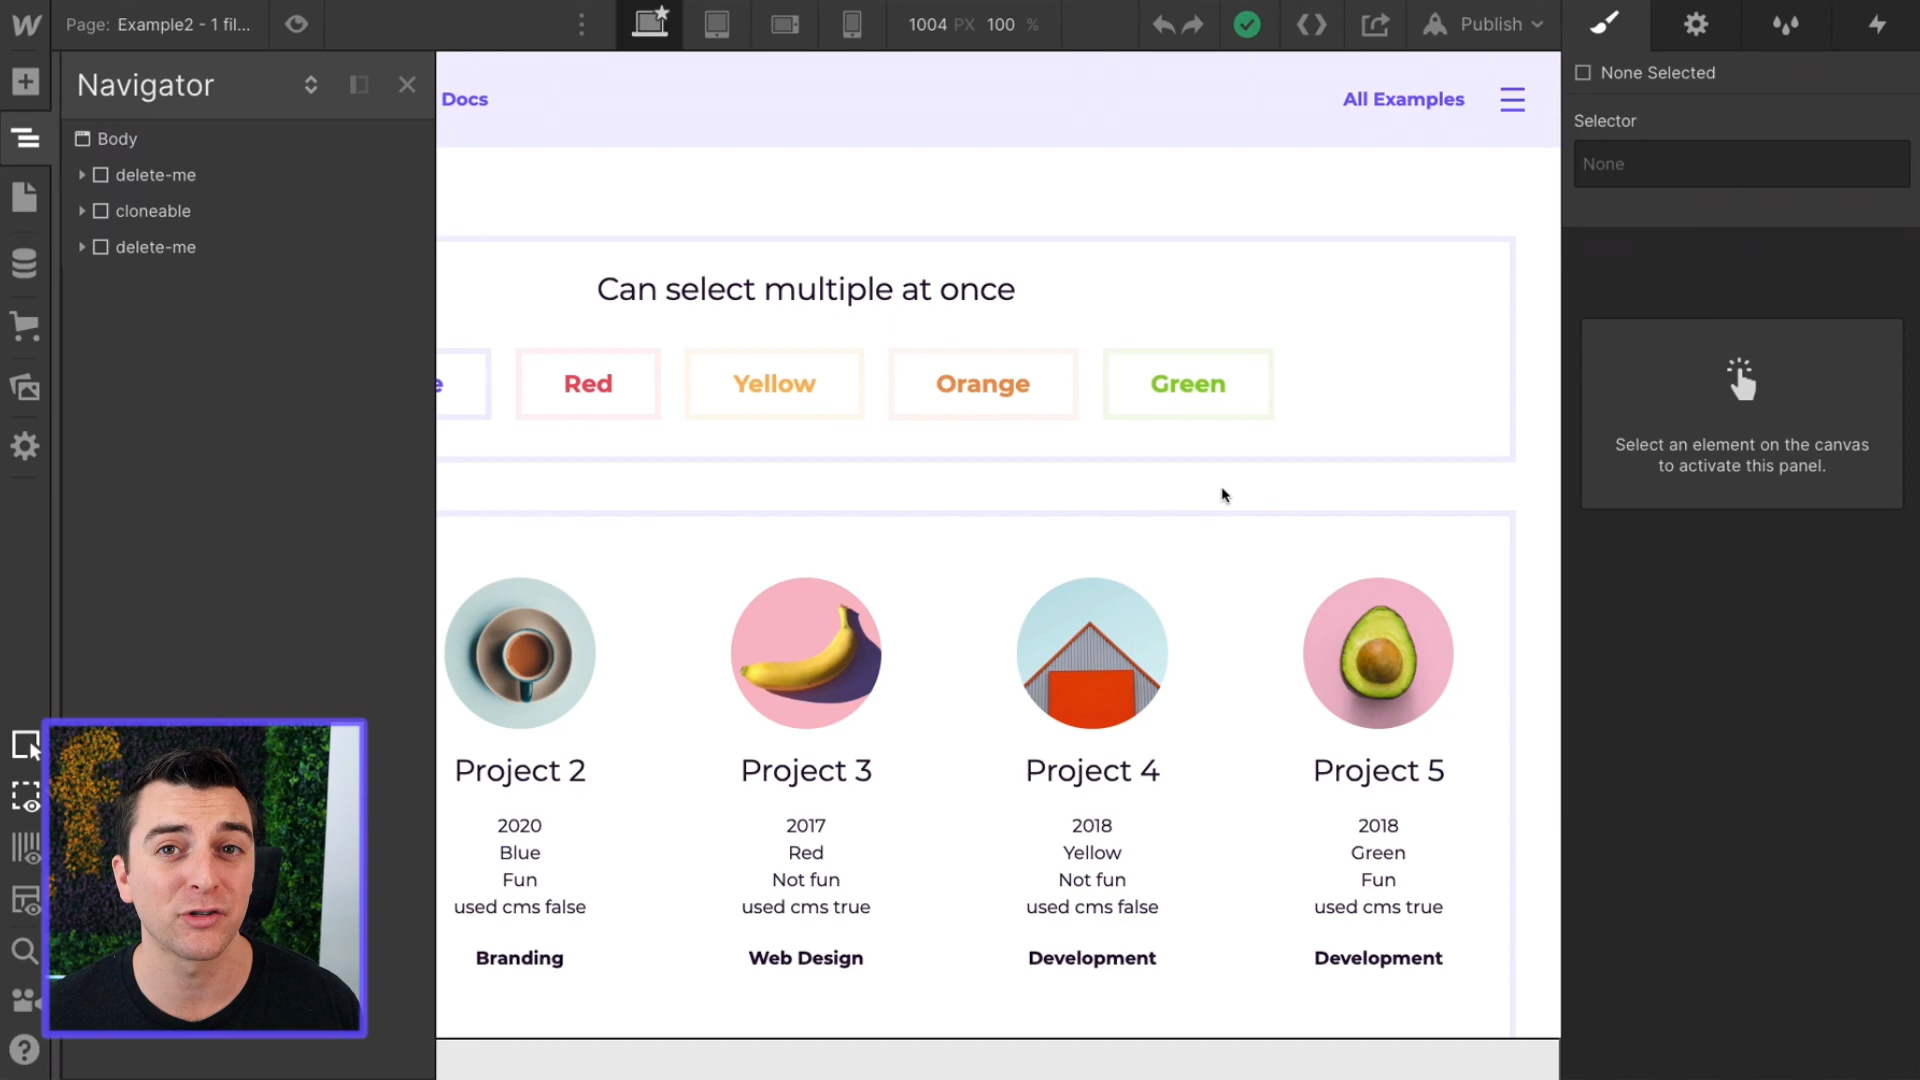 Page: Example2 - 1 fil...
1004 PX 100 %
Publish
Navigator
Body
delete-me
cloneable
delete-me
Docs
All Examples
Can select multiple at once
e
Red
Yellow
Orange
Green
Project 2
2020
Blue
Fun
used cms false
Branding
Project 3
2017
Red
Not fun
used cms true
Web Design
Project 4
2018
Yellow
Not fun
used cms false
Development
Project 5
2018
Green
Fun
used cms true
Development
None Selected
Selector
None
Select an element on the canvas
to activate this panel.